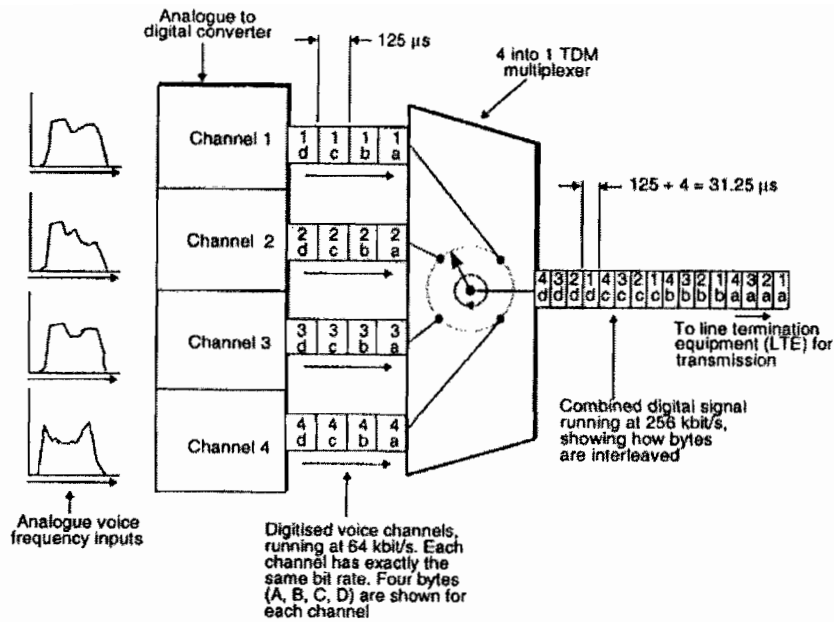 Analogue to
digital converter
125 µs
4 into 1 TDM
multiplexer
Channel 1
1 1 1 1
d c b a
125 + 4 = 31.25 µs
Channel 2
2 2 2 2
d c b a
4 3 2 1 4 3 2 1 4 3 2 1 4 3 2 1
d d d d c c c c b b b b a a a a
Channel 3
3 3 3 3
d c b a
To line termination
equipment (LTE) for
transmission
Channel 4
4 4 4 4
d c b a
Combined digital signal
running at 256 kbit/s,
showing how bytes
are interleaved
Analogue voice
frequency inputs
Digitised voice channels,
running at 64 kbit/s. Each
channel has exactly the
same bit rate. Four bytes
(A, B, C, D) are shown for
each channel